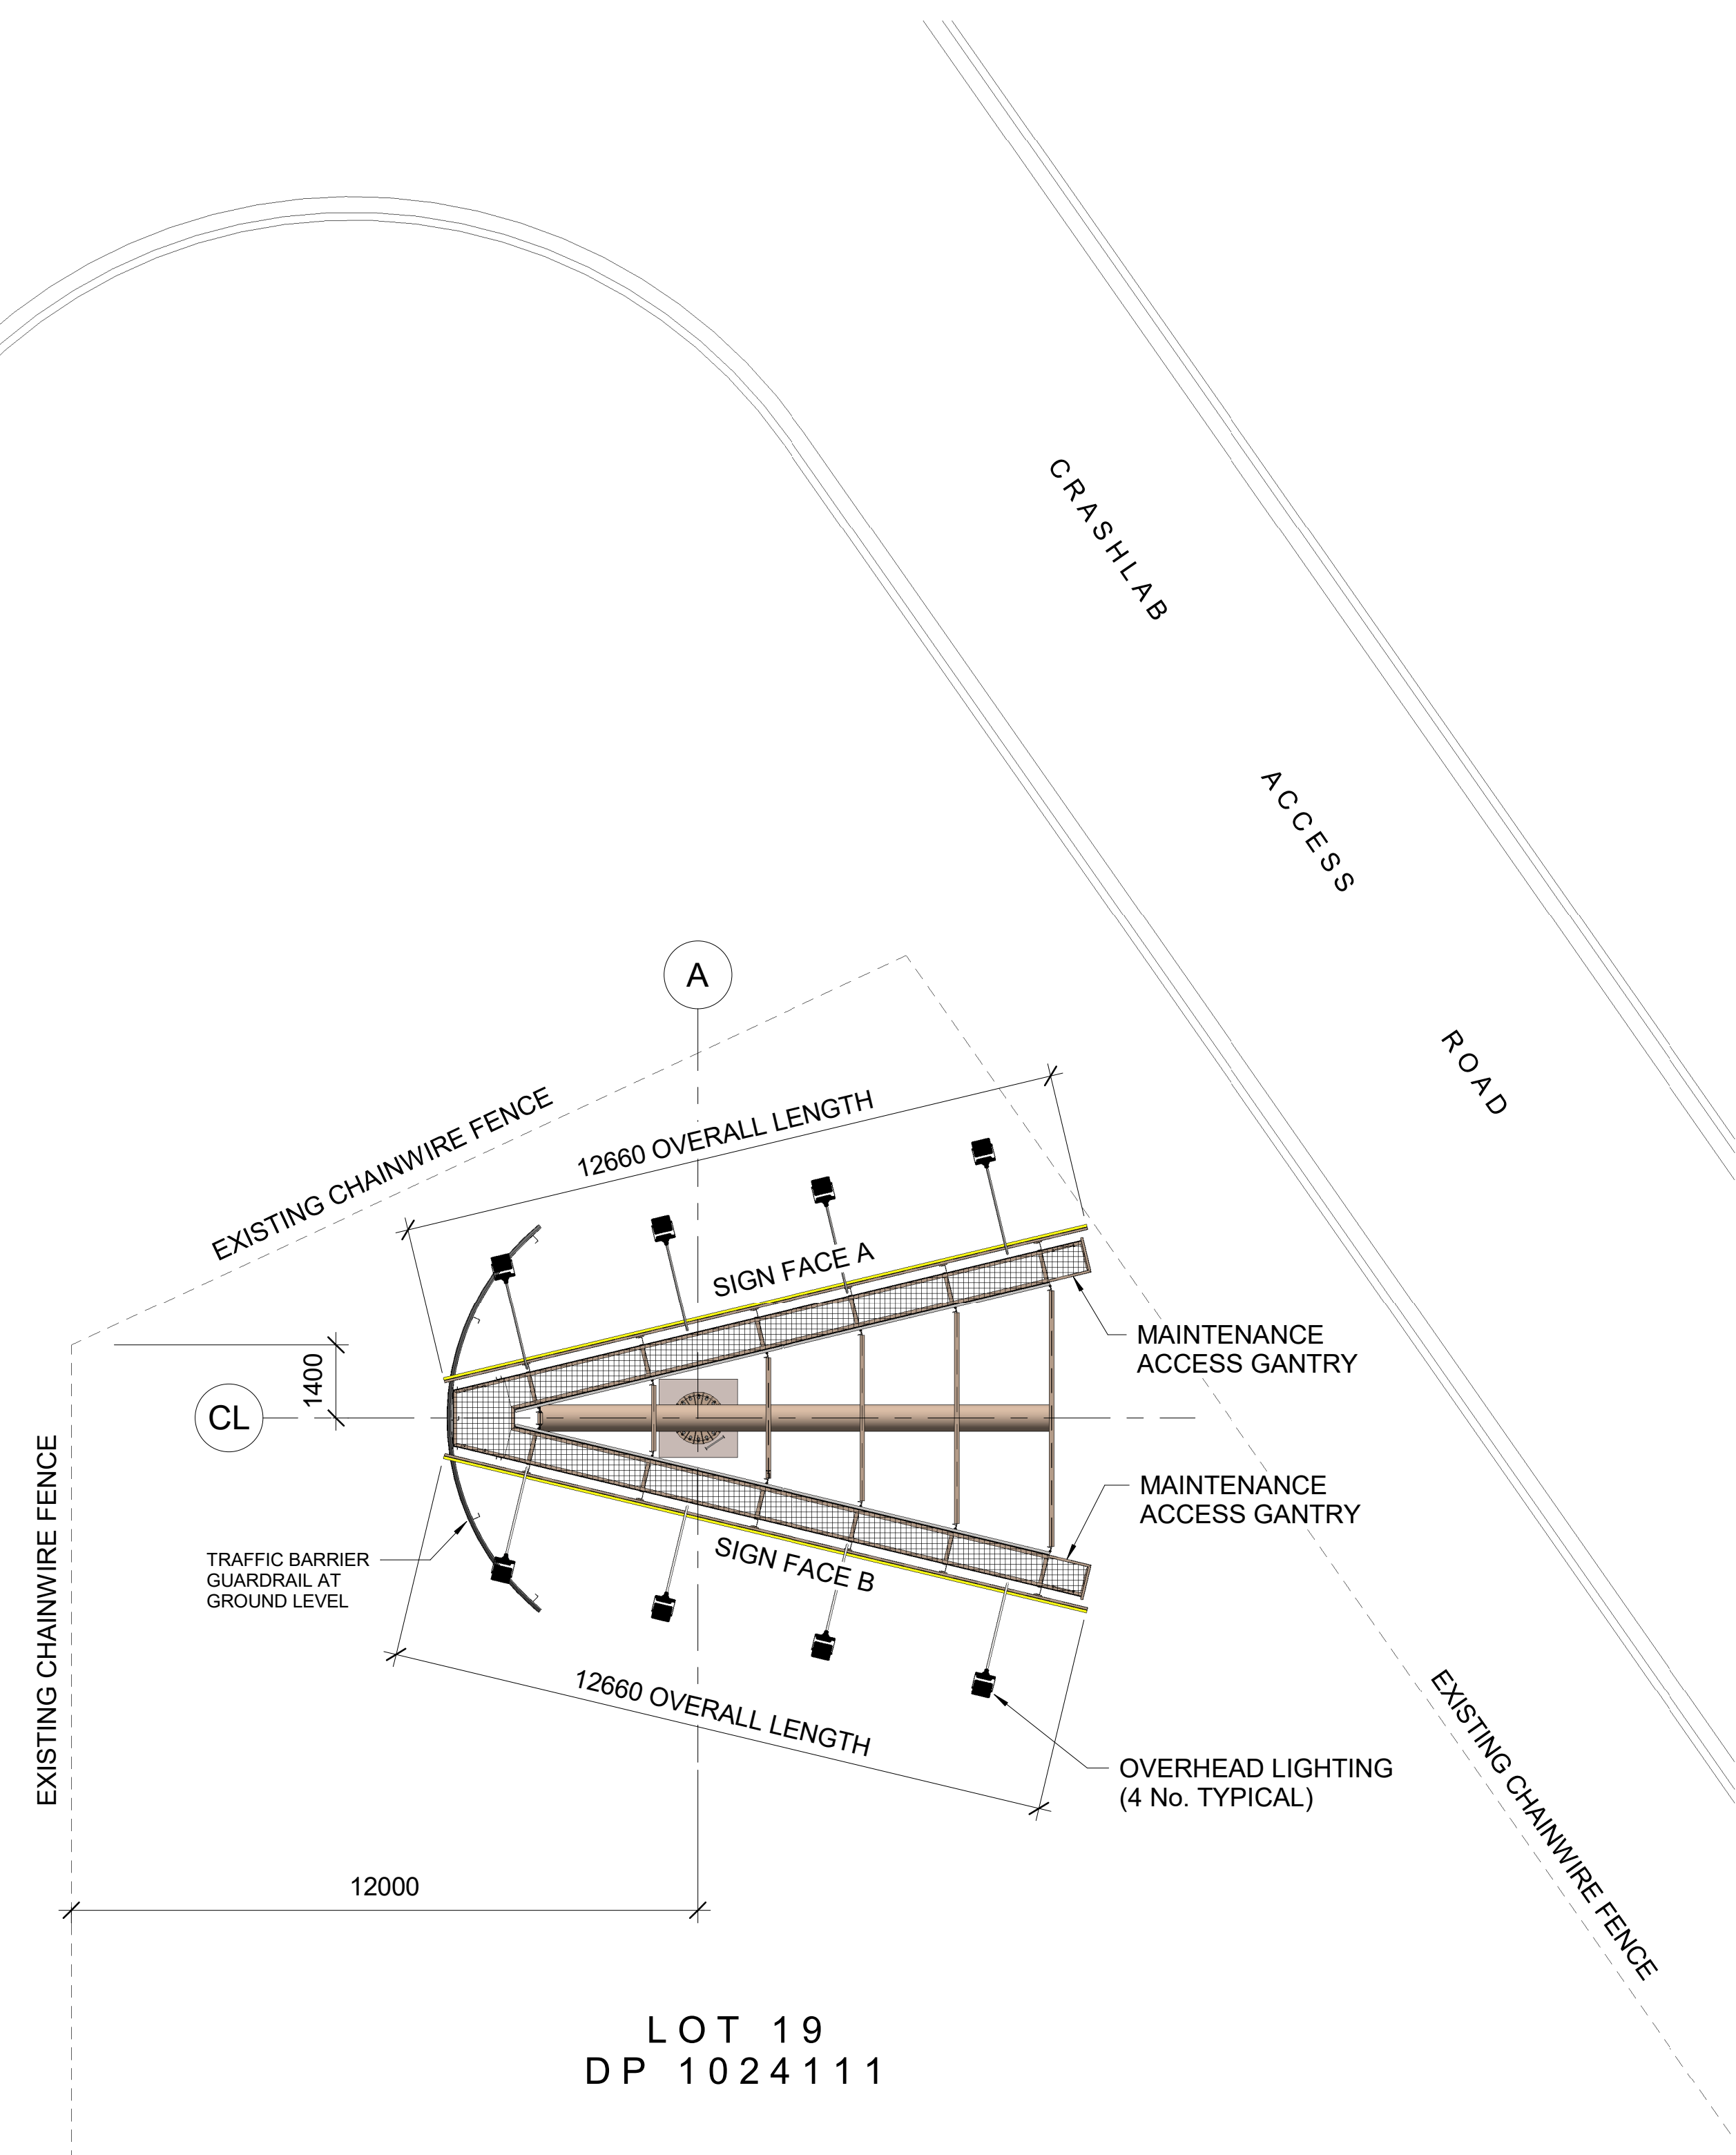 CRASHLAB
ACCESS
ROAD
A
EXISTING CHAINWIRE FENCE
12660 OVERALL LENGTH
SIGN FACE A
MAINTENANCE
ACCESS GANTRY
1400
CL
MAINTENANCE
ACCESS GANTRY
EXISTING CHAINWIRE FENCE
TRAFFIC BARRIER
GUARDRAIL AT
GROUND LEVEL
SIGN FACE B
12660 OVERALL LENGTH
OVERHEAD LIGHTING
(4 No. TYPICAL)
EXISTING CHAINWIRE FENCE
12000
LOT 19
DP 1024111